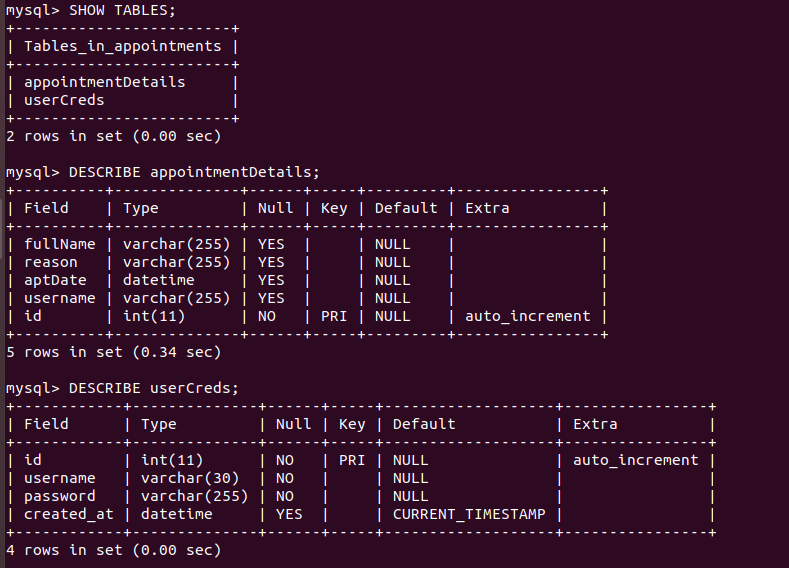 mysql> SHOW TABLES;
+------------------------+
| Tables_in_appointments |
+------------------------+
| appointmentDetails     |
| userCreds              |
+------------------------+
2 rows in set (0.00 sec)

mysql> DESCRIBE appointmentDetails;
+----------+--------------+------+-----+---------+----------------+
| Field    | Type         | Null | Key | Default | Extra          |
+----------+--------------+------+-----+---------+----------------+
| fullName | varchar(255) | YES  |     | NULL    |                |
| reason   | varchar(255) | YES  |     | NULL    |                |
| aptDate  | datetime     | YES  |     | NULL    |                |
| username | varchar(255) | YES  |     | NULL    |                |
| id       | int(11)      | NO   | PRI | NULL    | auto_increment |
+----------+--------------+------+-----+---------+----------------+
5 rows in set (0.34 sec)

mysql> DESCRIBE userCreds;
+------------+--------------+------+-----+-------------------+----------------+
| Field      | Type         | Null | Key | Default           | Extra          |
+------------+--------------+------+-----+-------------------+----------------+
| id         | int(11)      | NO   | PRI | NULL              | auto_increment |
| username   | varchar(30)  | NO   |     | NULL              |                |
| password   | varchar(255) | NO   |     | NULL              |                |
| created_at | datetime     | YES  |     | CURRENT_TIMESTAMP |                |
+------------+--------------+------+-----+-------------------+----------------+
4 rows in set (0.00 sec)